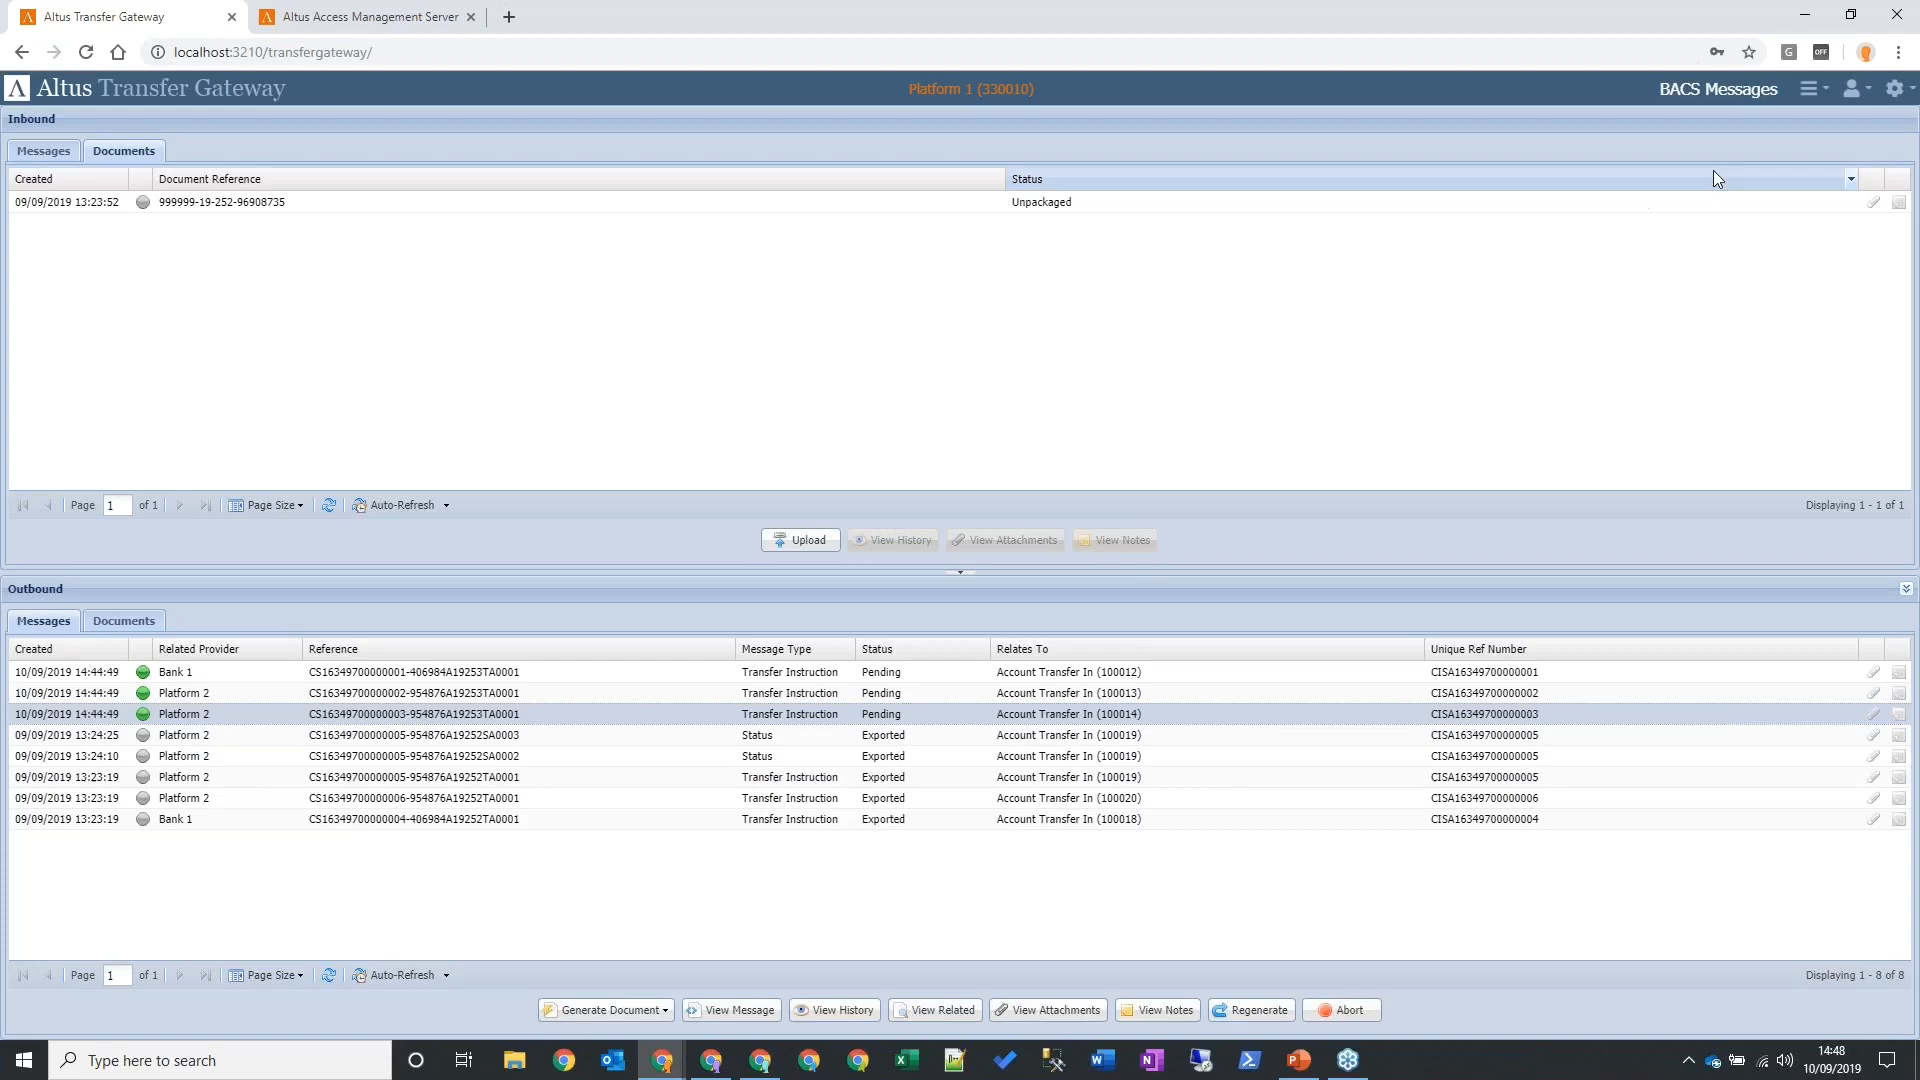 Altus Transfer Gateway
Altus Access Management Server
localhost:3210/transfergateway/
G
OFF
Λ Altus Transfer Gateway
Platform 1 (330010)
BACS Messages
Inbound
Messages
Documents
Created Document Reference Status
09/09/2019 13:23:52 999999-19-252-96908735 Unpackaged
Page 1 of 1 Page Size Auto-Refresh Displaying 1 - 1 of 1
Upload View History View Attachments View Notes
Outbound
Messages
Documents
Created Related Provider Reference Message Type Status Relates To Unique Ref Number
10/09/2019 14:44:49 Bank 1 CS16349700000001-406984A19253TA0001 Transfer Instruction Pending Account Transfer In (100012) CISA16349700000001
10/09/2019 14:44:49 Platform 2 CS16349700000002-954876A19253TA0001 Transfer Instruction Pending Account Transfer In (100013) CISA16349700000002
10/09/2019 14:44:49 Platform 2 CS16349700000003-954876A19253TA0001 Transfer Instruction Pending Account Transfer In (100014) CISA16349700000003
09/09/2019 13:24:25 Platform 2 CS16349700000005-954876A19252SA0003 Status Exported Account Transfer In (100019) CISA16349700000005
09/09/2019 13:24:10 Platform 2 CS16349700000005-954876A19252SA0002 Status Exported Account Transfer In (100019) CISA16349700000005
09/09/2019 13:23:19 Platform 2 CS16349700000005-954876A19252TA0001 Transfer Instruction Exported Account Transfer In (100019) CISA16349700000005
09/09/2019 13:23:19 Platform 2 CS16349700000006-954876A19252TA0001 Transfer Instruction Exported Account Transfer In (100020) CISA16349700000006
09/09/2019 13:23:19 Bank 1 CS16349700000004-406984A19252TA0001 Transfer Instruction Exported Account Transfer In (100018) CISA16349700000004
Page 1 of 1 Page Size Auto-Refresh Displaying 1 - 8 of 8
Generate Document View Message View History View Related View Attachments View Notes Regenerate Abort
Type here to search
14:48
10/09/2019